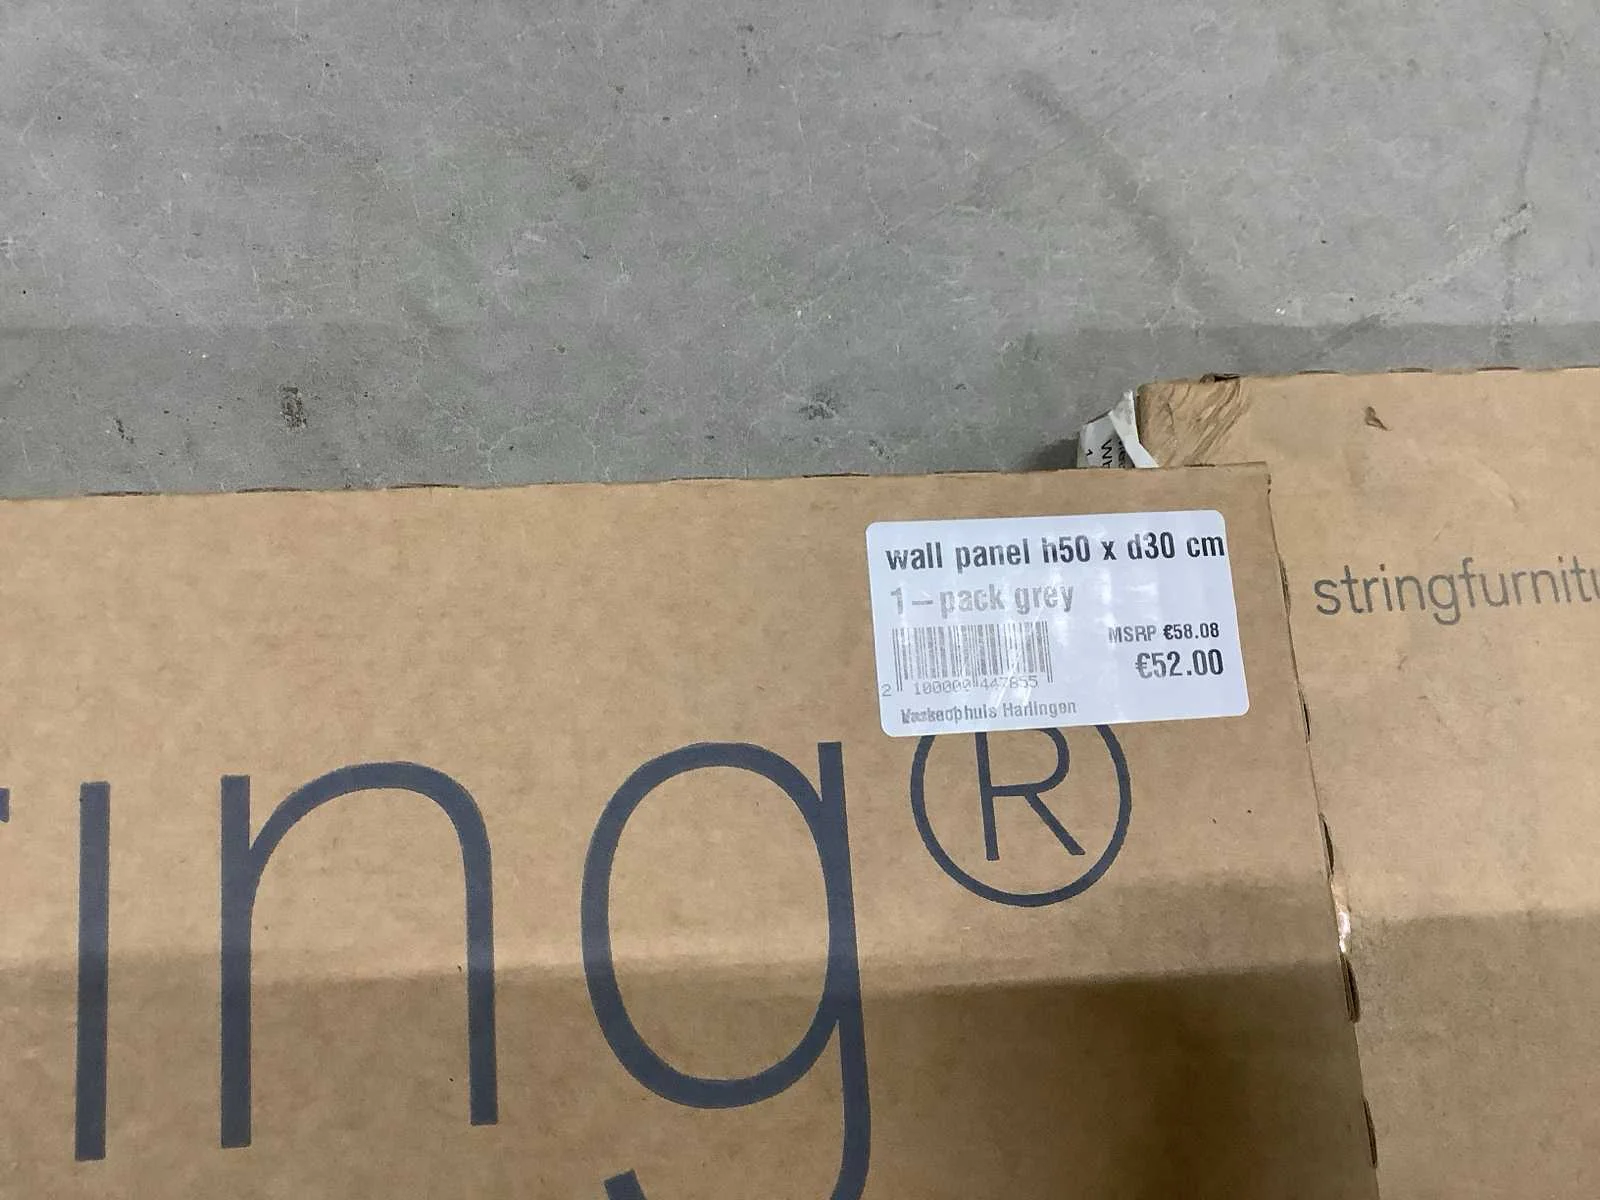 wall panel h50 x d30 cm
1-pack grey
MSRP €58.08
€52.00
2 100000 447855
Harlingen
stringfurnitu
ring®